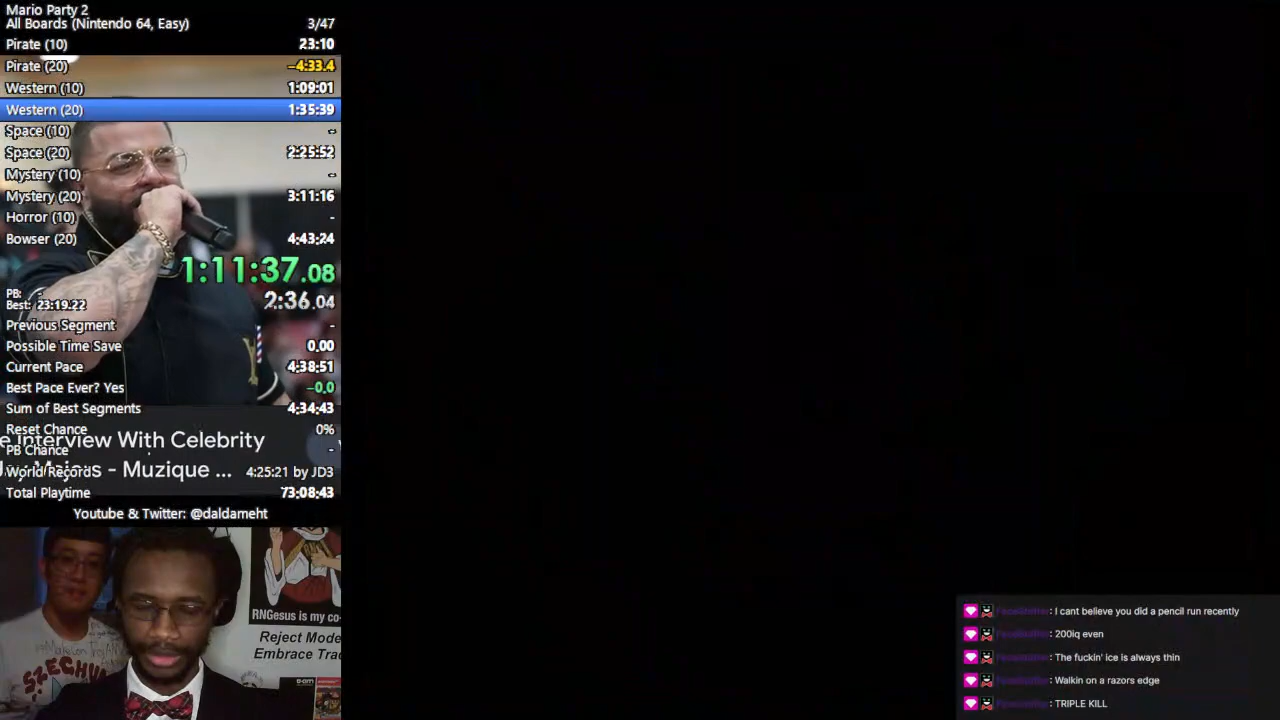 Mario Party 2
All Boards (Nintendo 64, Easy) 3/47
Pirate (10) 23:10
Pirate (20) −4:33.4
Western (10) 1:09:01
Western (20) 1:35:39
Space (10) -
Space (20) 2:25:52
Mystery (10) -
Mystery (20) 3:11:16
Horror (10) -
Bowser (20) 4:43:24
1:11:37.08
PB: -
Best: 23:19.22
2:36.04
Previous Segment -
Possible Time Save 0.00
Current Pace 4:38:51
Best Pace Ever? Yes −0.0
Sum of Best Segments 4:34:43
Reset Chance 0%
e Interview With Celebrity
PB Chance -
- Muzique ...
World Record 4:25:21 by JD3
Total Playtime 73:08:43
Youtube & Twitter: @daldameht
RNGesus is my co-
Reject Mode
Embrace Tra
SZECHU
: I cant believe you did a pencil run recently
: 200iq even
: The fuckin' ice is always thin
: Walkin on a razors edge
: TRIPLE KILL